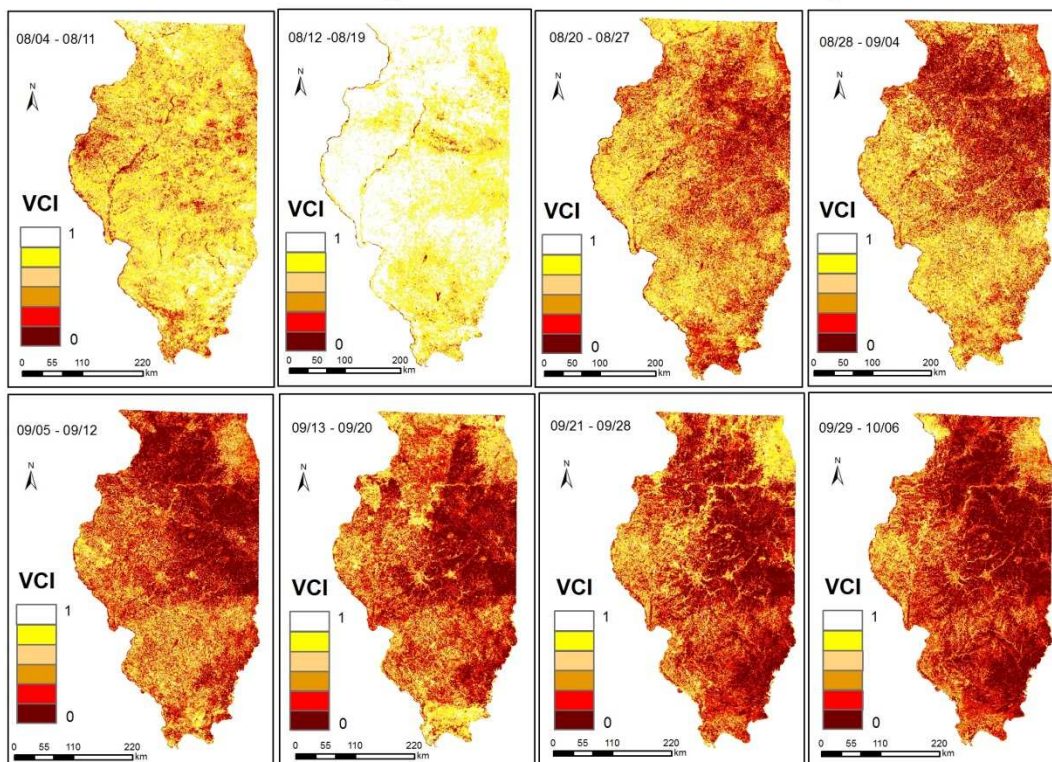 08/04 - 08/11
N
VCI
1
0
0 55 110 220
km
08/12 -08/19
N
VCI
1
0
0 50 100 200
km
08/20 - 08/27
N
VCI
1
0
0 55 110 220
km
08/28 - 09/04
N
VCI
1
0
0 50 100 200
km
09/05 - 09/12
N
VCI
1
0
0 55 110 220
km
09/13 - 09/20
N
VCI
1
0
0 55 110 220
km
09/21 - 09/28
N
VCI
1
0
0 55 110 220
km
09/29 - 10/06
N
VCI
1
0
0 55 110 220
km